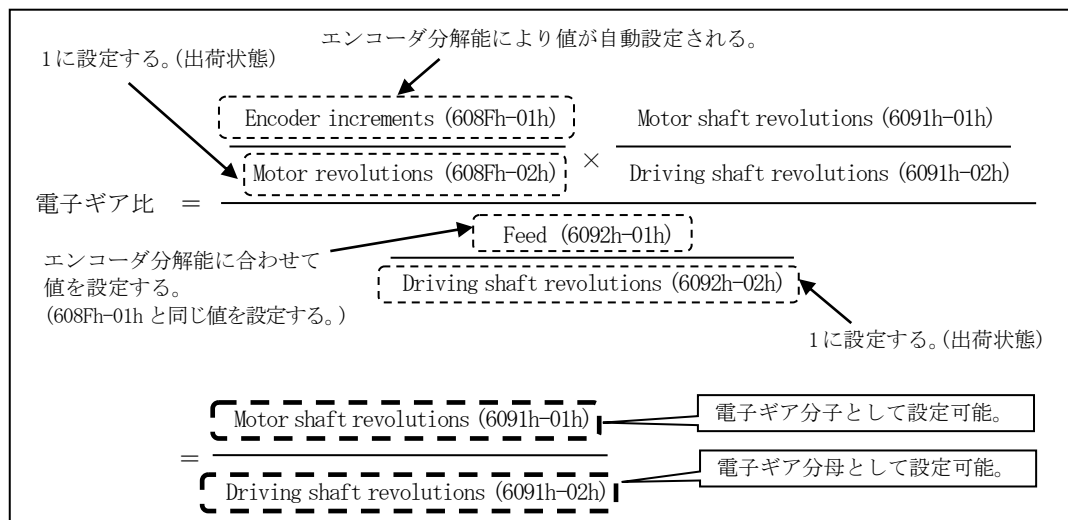 エンコーダ分解能により値が自動設定される。
1に設定する。(出荷状態)
Encoder increments (608Fh-01h)
Motor shaft revolutions (6091h-01h)
×
Motor revolutions (608Fh-02h)
Driving shaft revolutions (6091h-02h)
電子ギア比 =
Feed (6092h-01h)
エンコーダ分解能に合わせて
値を設定する。
(608Fh-01h と同じ値を設定する。)
Driving shaft revolutions (6092h-02h)
1に設定する。(出荷状態)
Motor shaft revolutions (6091h-01h)
電子ギア分子として設定可能。
=
Driving shaft revolutions (6091h-02h)
電子ギア分母として設定可能。